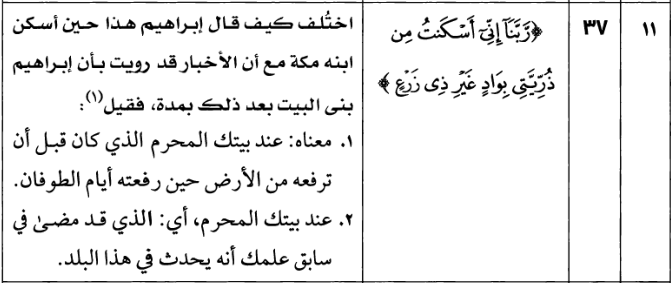 ١١
٣٧
﴿رَّبَّنَآ إِنِّىٓ أَسْكَنتُ مِن
ذُرِّيَّتِى بِوَادٍ غَيْرِ ذِى زَرْعٍ﴾
اختُلف كيف قال إبراهيم هذا حين أسكن
ابنه مكة مع أن الأخبار قد رويت بأن إبراهيم
بنى البيت بعد ذلك بمدة، فقيل(١):
١. معناه: عند بيتك المحرم الذي كان قبل أن
ترفعه من الأرض حين رفعته أيام الطوفان.
٢. عند بيتك المحرم، أي: الذي قد مضىٰ في
سابق علمك أنه يحدث في هذا البلد.